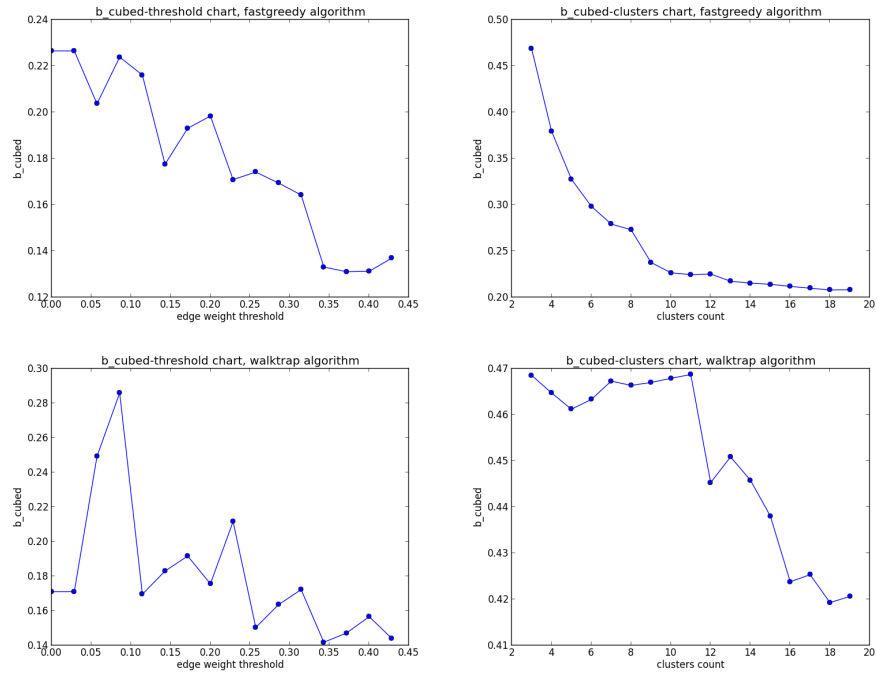 b_cubed-threshold chart, fastgreedy algorithm
0.24
0.22
0.20
0.18
0.16
0.14
0.12
b_cubed
0.00 0.05 0.10 0.15 0.20 0.25 0.30 0.35 0.40 0.45
edge weight threshold
b_cubed-clusters chart, fastgreedy algorithm
0.50
0.45
0.40
0.35
0.30
0.25
0.20
b_cubed
2 4 6 8 10 12 14 16 18 20
clusters count
b_cubed-threshold chart, walktrap algorithm
0.30
0.28
0.26
0.24
0.22
0.20
0.18
0.16
0.14
b_cubed
0.00 0.05 0.10 0.15 0.20 0.25 0.30 0.35 0.40 0.45
edge weight threshold
b_cubed-clusters chart, walktrap algorithm
0.47
0.46
0.45
0.44
0.43
0.42
0.41
b_cubed
2 4 6 8 10 12 14 16 18 20
clusters count